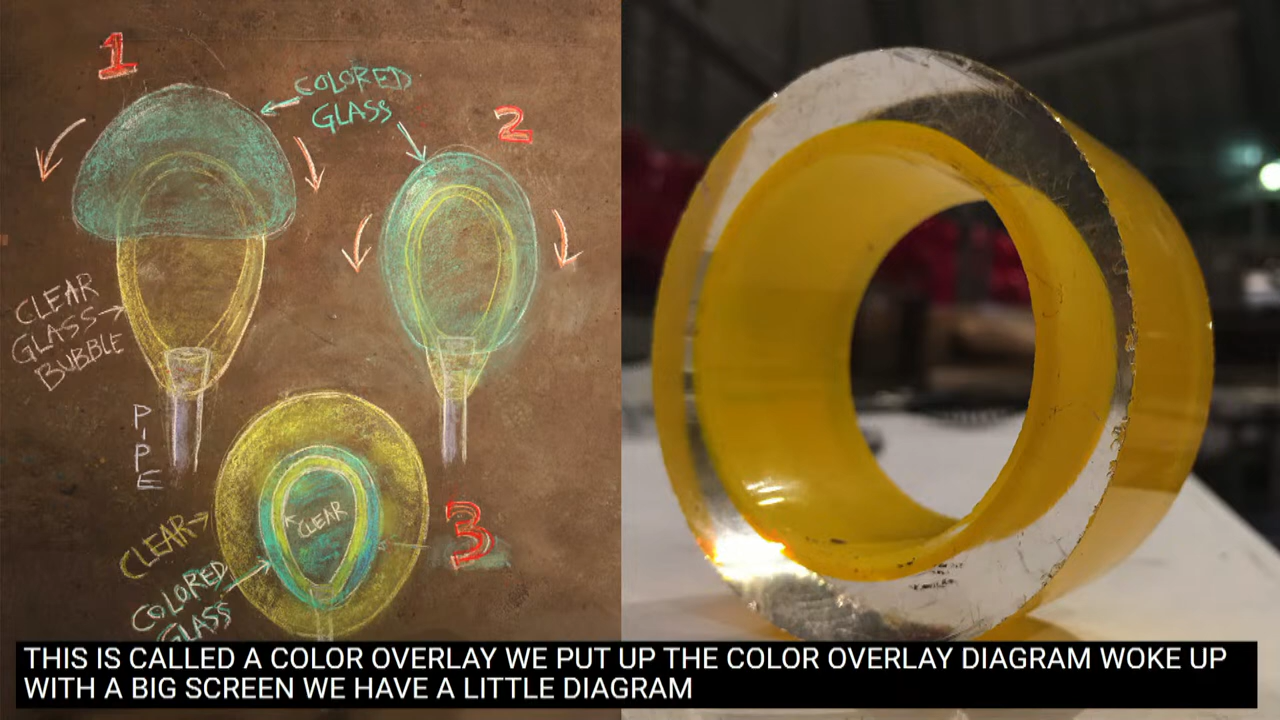 1
COLORED
GLASS
2
CLEAR
GLASS
BUBBLE
PIPE
CLEAR
CLEAR
3
COLORED
GLASS
THIS IS CALLED A COLOR OVERLAY WE PUT UP THE COLOR OVERLAY DIAGRAM WOKE UP
WITH A BIG SCREEN WE HAVE A LITTLE DIAGRAM